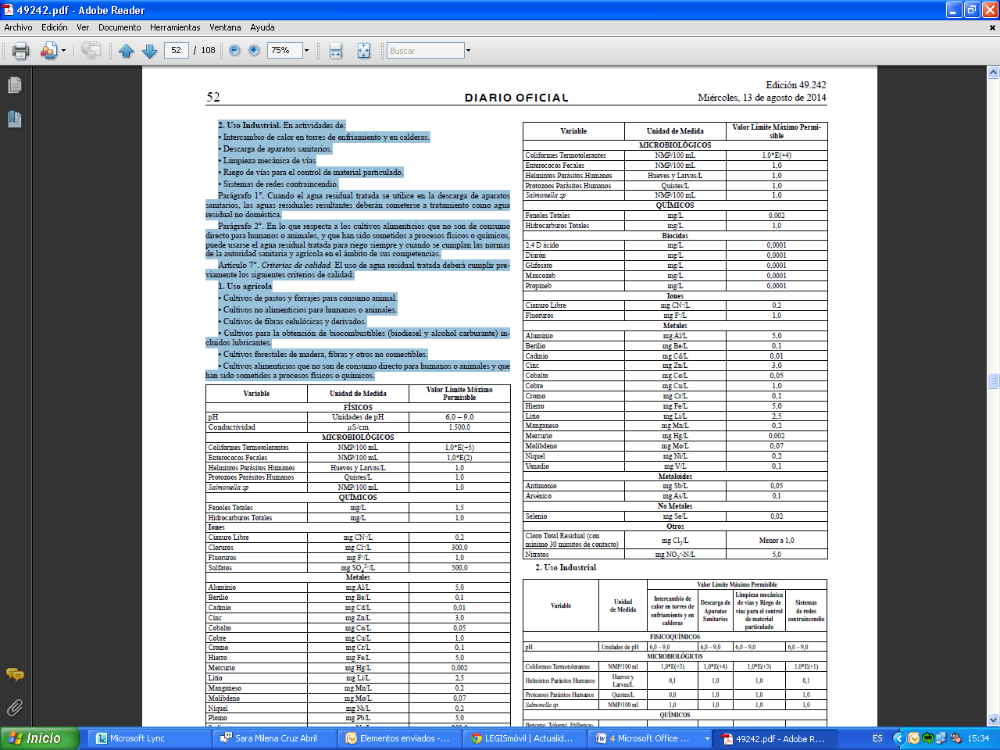 49242.pdf - Adobe Reader
Archivo Edición Ver Documento Herramientas Ventana Ayuda
52 / 108 75% Buscar
52
DIARIO OFICIAL
Edición 49.242
Miércoles, 13 de agosto de 2014
2. Uso Industrial. En actividades de:
• Intercambio de calor en torres de enfriamiento y en calderas.
• Descarga de aparatos sanitarios.
• Limpieza mecánica de vías
• Riego de vías para el control de material particulado.
• Sistemas de redes contraincendio.
Parágrafo 1°. Cuando el agua residual tratada se utilice en la descarga de aparatos
sanitarios, las aguas residuales resultantes deberán someterse a tratamiento como agua
residual no doméstica.
Parágrafo 2°. En lo que respecta a los cultivos alimenticios que no son de consumo
directo para humanos o animales, y que han sido sometidos a procesos físicos o químicos,
puede usarse el agua residual tratada para riego siempre y cuando se cumplan las normas
de la autoridad sanitaria y agrícola en el ámbito de sus competencias.
Artículo 7°. Criterios de calidad. El uso de agua residual tratada deberá cumplir pre-
viamente los siguientes criterios de calidad:
1. Uso agrícola
• Cultivos de pastos y forrajes para consumo animal.
• Cultivos no alimenticios para humanos o animales.
• Cultivos de fibras celulósicas y derivados.
• Cultivos para la obtención de biocombustibles (biodiesel y alcohol carburante) in-
cluidos lubricantes.
• Cultivos forestales de madera, fibras y otros no comestibles.
• Cultivos alimenticios que no son de consumo directo para humanos o animales y que
han sido sometidos a procesos físicos o químicos.
Variable Unidad de Medida Valor Límite Máximo
Permisible
FÍSICOS
pH Unidades de pH 6,0 – 9,0
Conductividad µS/cm 1.500,0
MICROBIOLÓGICOS
Coliformes Termotolerantes NMP/100 mL 1,0*E(+5)
Enterococos Fecales NMP/100 mL 1,0*E(2)
Helmintos Parásitos Humanos Huevos y Larvas/L 1,0
Protozoos Parásitos Humanos Quistes/L 1,0
Salmonella sp NMP/100 mL 1,0
QUÍMICOS
Fenoles Totales mg/L 1,5
Hidrocarburos Totales mg/L 1,0
Iones
Cianuro Libre mg CN-/L 0,2
Cloruros mg Cl-/L 300,0
Fluoruros mg F-/L 1,0
Sulfatos mg SO4 2-/L 500,0
Metales
Aluminio mg Al/L 5,0
Berilio mg Be/L 0,1
Cadmio mg Cd/L 0,01
Cinc mg Zn/L 3,0
Cobalto mg Co/L 0,05
Cobre mg Cu/L 1,0
Cromo mg Cr/L 0,1
Hierro mg Fe/L 5,0
Mercurio mg Hg/L 0,002
Litio mg Li/L 2,5
Manganeso mg Mn/L 0,2
Molibdeno mg Mo/L 0,07
Níquel mg Ni/L 0,2
Plomo mg Pb/L 5,0
Variable Unidad de Medida Valor Límite Máximo Permi-
sible
MICROBIOLÓGICOS
Coliformes Termotolerantes NMP/100 mL 1,0*E(+4)
Enterococos Fecales NMP/100 mL 1,0
Helmintos Parásitos Humanos Huevos y Larvas/L 1,0
Protozoos Parásitos Humanos Quistes/L 1,0
Salmonella sp NMP/100 mL 1,0
QUÍMICOS
Fenoles Totales mg/L 0,002
Hidrocarburos Totales mg/L 1,0
Biocidas
2,4 D ácido mg/L 0,0001
Diurón mg/L 0,0001
Glifosato mg/L 0,0001
Mancozeb mg/L 0,0001
Propineb mg/L 0,0001
Iones
Cianuro Libre mg CN-/L 0,2
Fluoruros mg F-/L 1,0
Metales
Aluminio mg Al/L 5,0
Berilio mg Be/L 0,1
Cadmio mg Cd/L 0,01
Cinc mg Zn/L 3,0
Cobalto mg Co/L 0,05
Cobre mg Cu/L 1,0
Cromo mg Cr/L 0,1
Hierro mg Fe/L 5,0
Litio mg Li/L 2,5
Manganeso mg Mn/L 0,2
Mercurio mg Hg/L 0,002
Molibdeno mg Mo/L 0,07
Níquel mg Ni/L 0,2
Vanadio mg V/L 0,1
Metaloides
Antimonio mg Sb/L 0,05
Arsénico mg As/L 0,1
No Metales
Selenio mg Se/L 0,02
Otros
Cloro Total Residual (con
mínimo 30 minutos de contacto) mg Cl2/L Menor a 1,0
Nitratos mg NO3--N/L 5,0
2. Uso Industrial
Variable Unidad
de Medida Valor Límite Máximo Permisible
Intercambio de
calor en torres de
enfriamiento y en
calderas
Descarga de
Aparatos
Sanitarios
Limpieza mecánica
de vías y Riego de
vías para el control
de material
particulado
Sistemas
de redes
contraincendio
FISICOQUÍMICOS
pH Unidades de pH 6,0 – 9,0 6,0 – 9,0 6,0 – 9,0 6,0 – 9,0
MICROBIOLÓGICOS
Coliformes Termotolerantes NMP/100 ml 1,0*E(+3) 1,0*E(+4) 1,0*E(+3) 1,0*E(+1)
Helmintos Parásitos Humanos Huevos y
Larvas/L 0,1 1,0 1,0 0,1
Protozoos Parásitos Humanos Quistes/L 0,0 1,0 1,0 1,0
Salmonella sp. NMP/100 ml 1,0 1,0 1,0 1,0
QUÍMICOS
Inicio Microsoft Lync Sara Milena Cruz Abril Elementos enviados -... LEGISmóvil | Actualid... 4 Microsoft Office ... 49242.pdf - Adobe R... ES 15:34